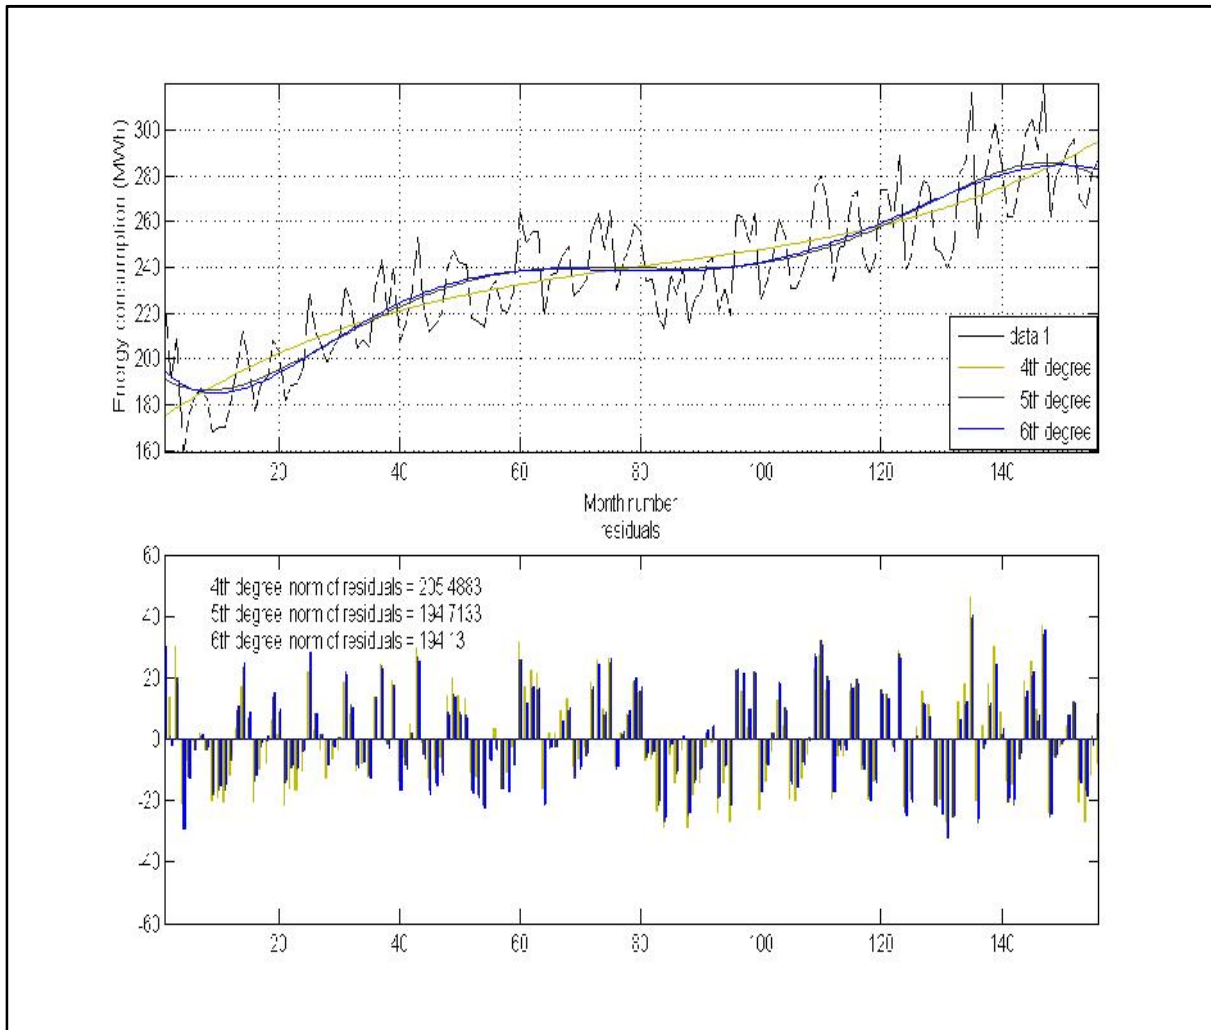 Energy consumption (MWh)
300
280
260
240
220
200
180
160
data 1
4th degree
5th degree
6th degree
20 40 60 80 100 120 140
Month number
residuals
60
40
20
0
-20
-40
-60
4th degree: norm of residuals = 205.4883
5th degree: norm of residuals = 194.7133
6th degree: norm of residuals = 194.13
20 40 60 80 100 120 140